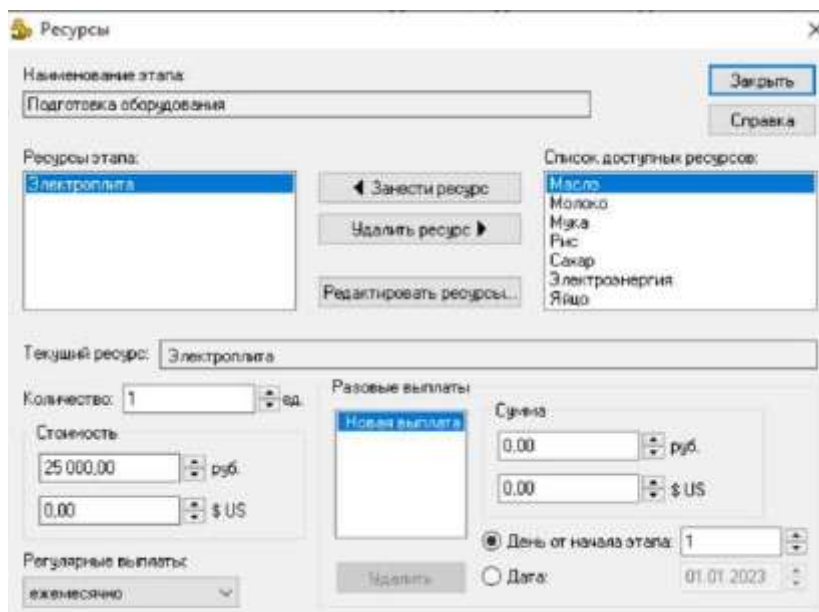 Ресурсы
Наименование этапа:
Закрыть
Подготовка оборудования
Справка
Ресурсы этапа:
Список доступных ресурсов:
Электроплита
Занести ресурс
Масло
Молоко
Удалить ресурс
Мука
Рис
Сахар
Электроэнергия
Редактировать ресурсы...
Яйцо
Текущий ресурс: Электроплита
Количество: 1 ед.
Разовые выплаты
Новая выплата
Сумма
Стоимость
0,00 руб.
25 000,00 руб.
0,00 $ US
0,00 $ US
День от начала этапа: 1
Регулярные выплаты:
Удалить
Дата: 01.01.2023
ежемесячно